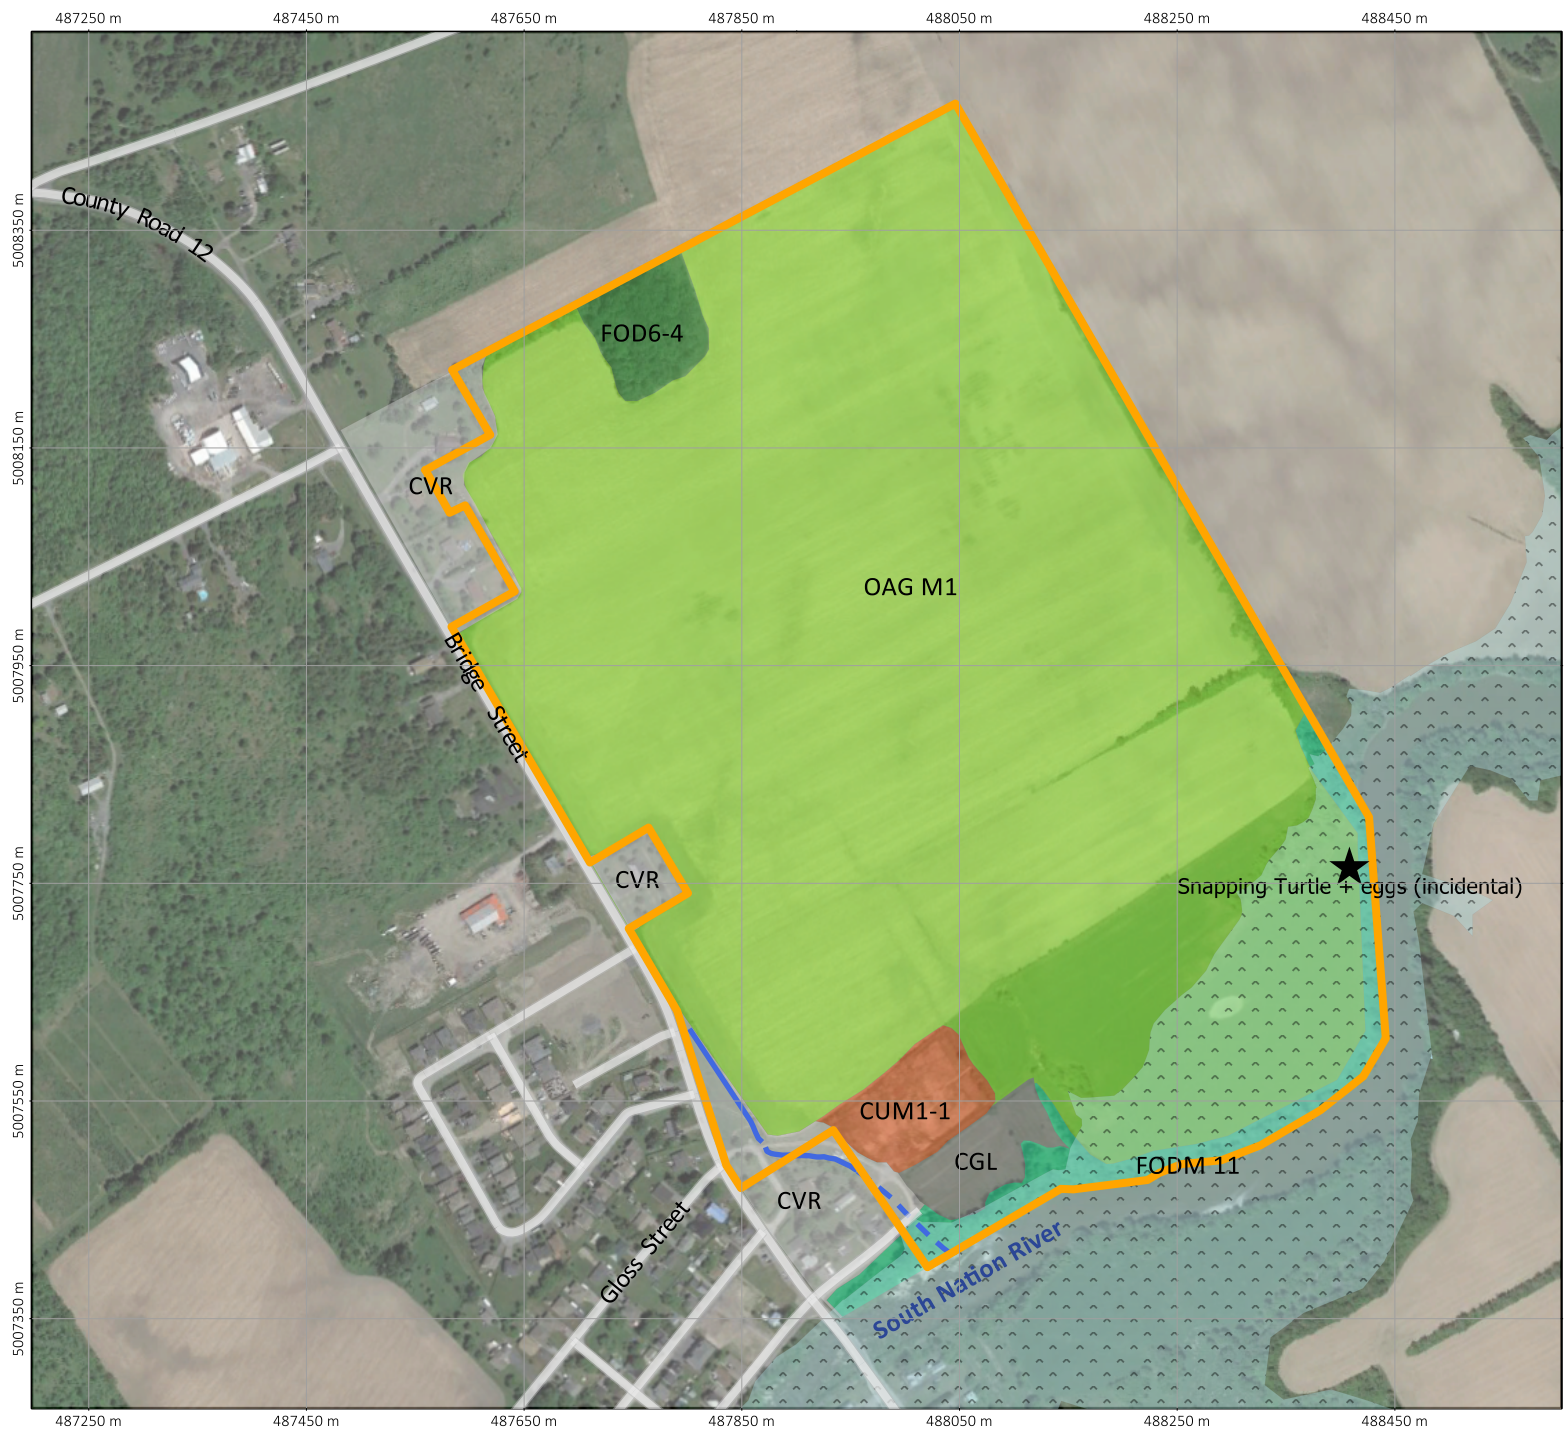 487250 m 487450 m 487650 m 487850 m 488050 m 488250 m 488450 m
County Road 12
5008350 m
FOD6-4
5008150 m
CVR
OAG M1
5007950 m
Bridge Street
5007750 m
CVR
Snapping Turtle + eggs (incidental)
5007550 m
CUM1-1
CGL
FODM 11
CVR
Gloss Street
South Nation River
5007350 m
487250 m 487450 m 487650 m 487850 m 488050 m 488250 m 488450 m